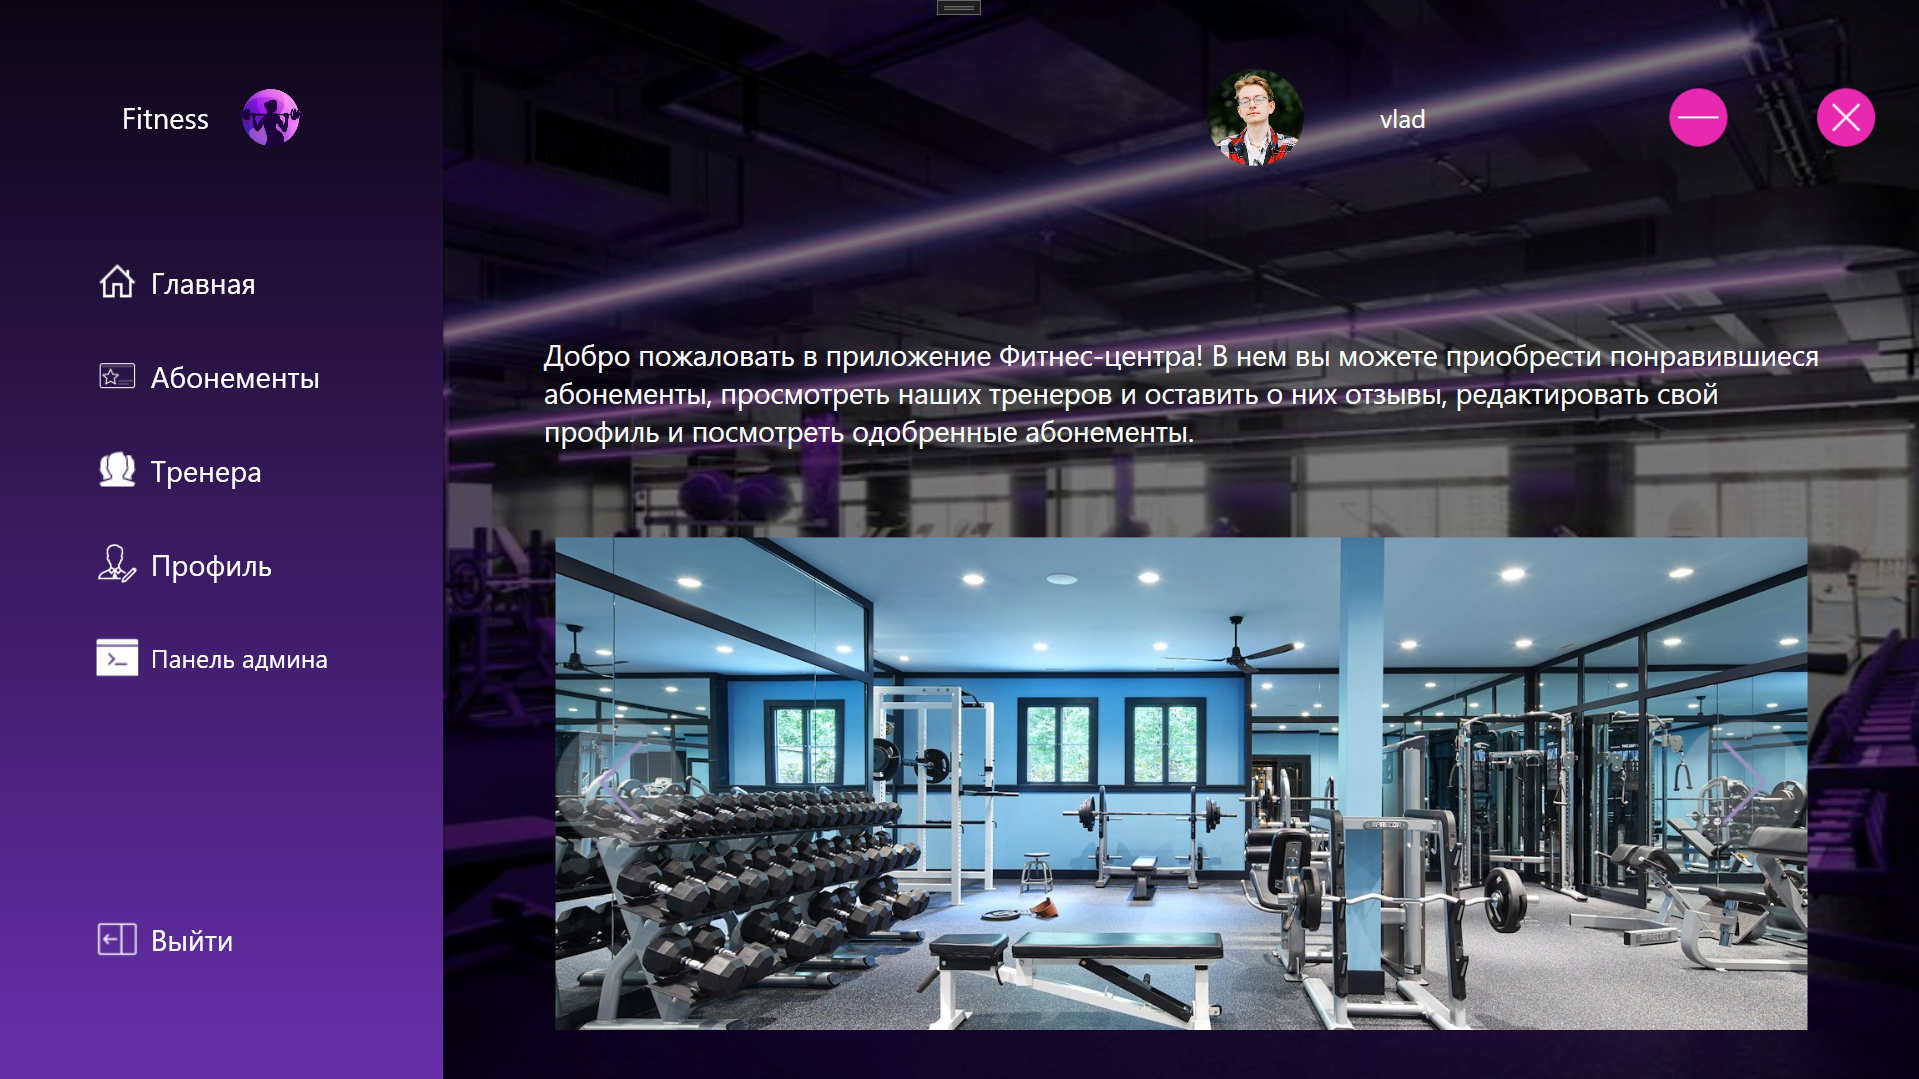 Fitness
vlad
Главная
Абонементы
Тренера
Профиль
Панель админа
Выйти
Добро пожаловать в приложение Фитнес-центра! В нем вы можете приобрести понравившиеся
абонементы, просмотреть наших тренеров и оставить о них отзывы, редактировать свой
профиль и посмотреть одобренные абонементы.